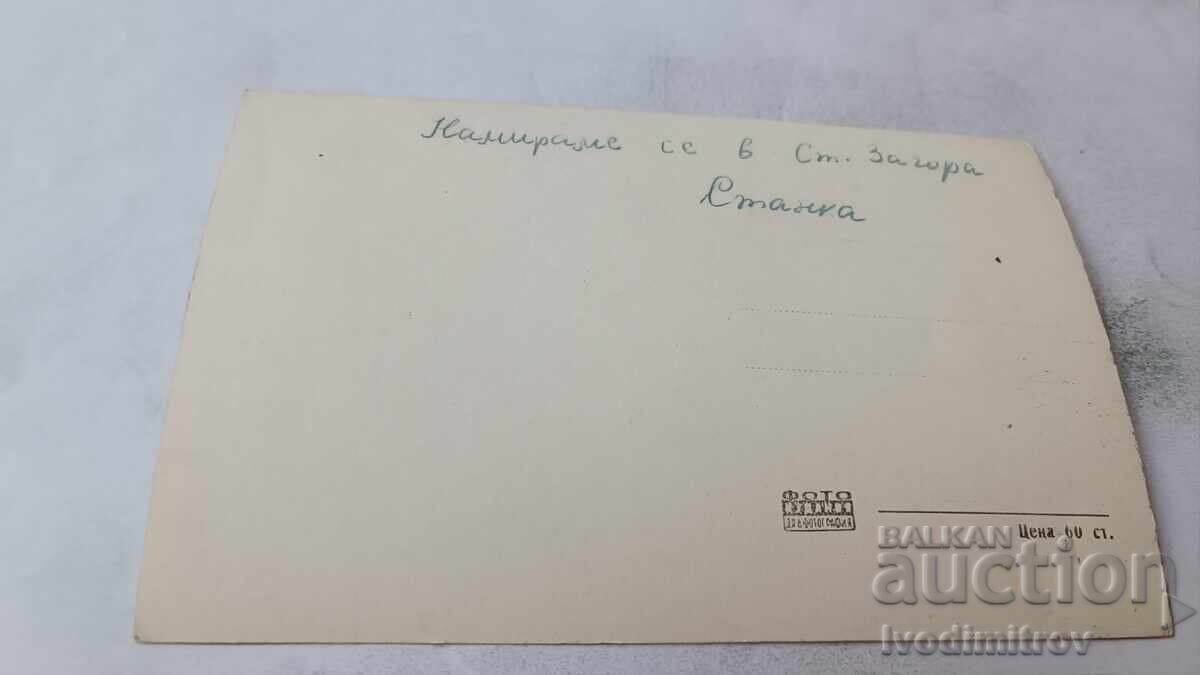 Намираме се в Ст. Загора
Станка
ФОТО
Цена 60 ст.
BALKAN
auction
Ivodimitrov